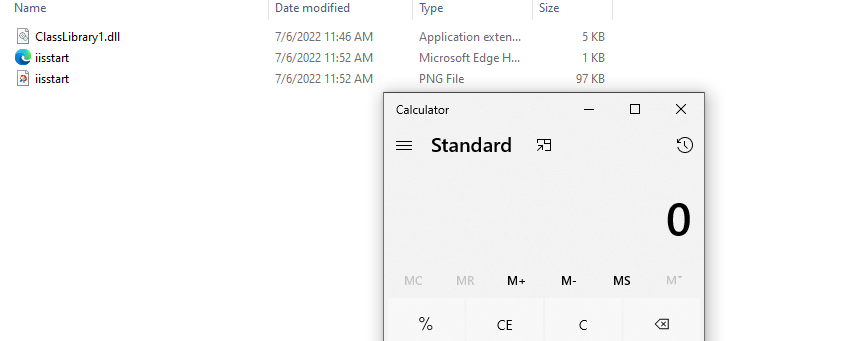 Name Date modified Type Size
ClassLibrary1.dll 7/6/2022 11:46 AM Application exten... 5 KB
iisstart 7/6/2022 11:52 AM Microsoft Edge H... 1 KB
iisstart 7/6/2022 11:52 AM PNG File 97 KB
Calculator
Standard
0
MC MR M+ M- MS M˅
% CE C